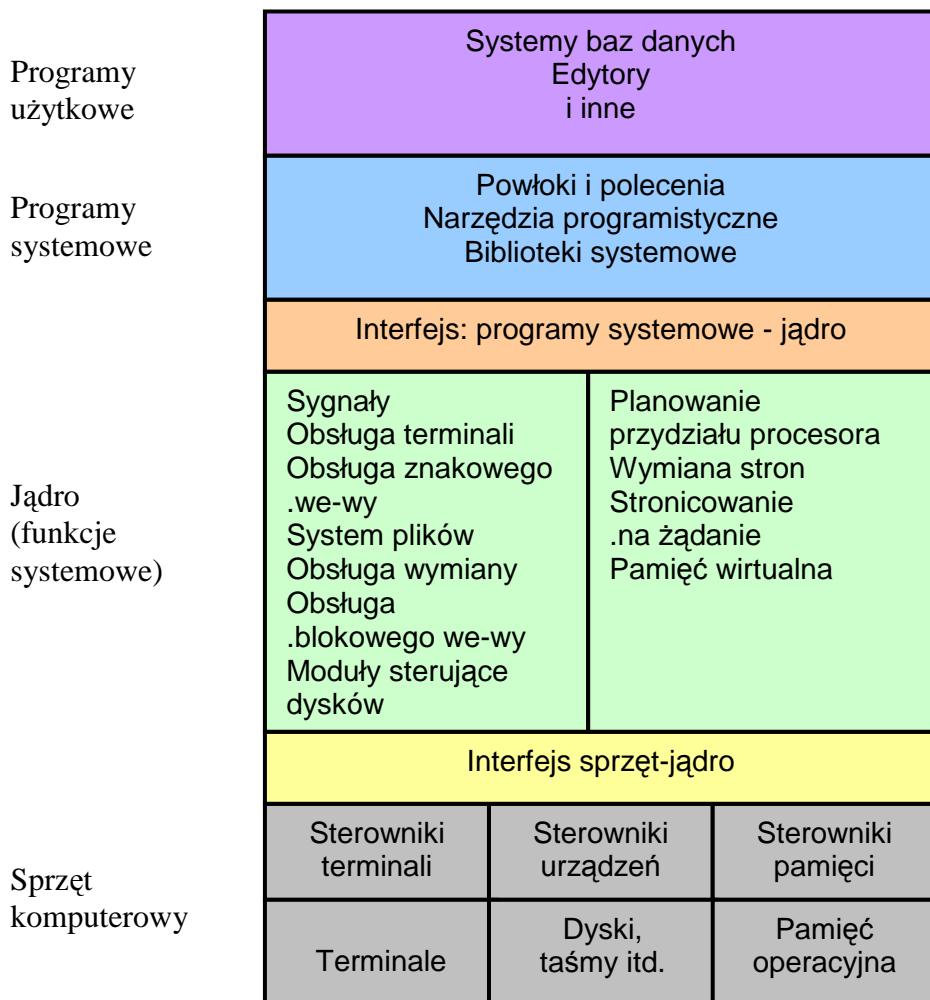 Programy
użytkowe
Systemy baz danych
Edytory
i inne
Programy
systemowe
Powłoki i polecenia
Narzędzia programistyczne
Biblioteki systemowe
Interfejs: programy systemowe - jądro
Jądro
(funkcje
systemowe)
Sygnały
Obsługa terminali
Obsługa znakowego
.we-wy
System plików
Obsługa wymiany
Obsługa
.blokowego we-wy
Moduły sterujące
dysków
Planowanie
przydziału procesora
Wymiana stron
Stronicowanie
.na żądanie
Pamięć wirtualna
Interfejs sprzęt-jądro
Sprzęt
komputerowy
Sterowniki
terminali
Sterowniki
urządzeń
Sterowniki
pamięci
Terminale
Dyski,
taśmy itd.
Pamięć
operacyjna